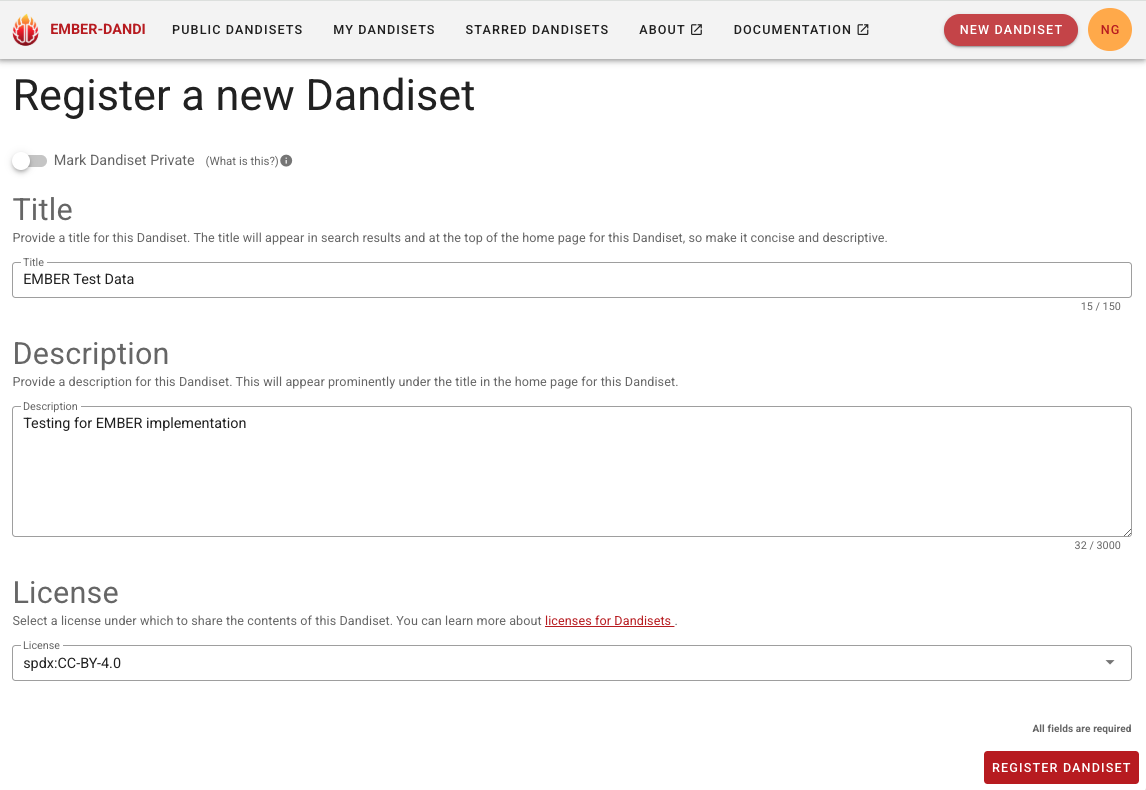 EMBER-DANDI PUBLIC DANDISETS MY DANDISETS STARRED DANDISETS ABOUT DOCUMENTATION NEW DANDISET NG
Register a new Dandiset
Mark Dandiset Private (What is this?)
Title
Provide a title for this Dandiset. The title will appear in search results and at the top of the home page for this Dandiset, so make it concise and descriptive.
Title
EMBER Test Data
15 / 150
Description
Provide a description for this Dandiset. This will appear prominently under the title in the home page for this Dandiset.
Description
Testing for EMBER implementation
32 / 3000
License
Select a license under which to share the contents of this Dandiset. You can learn more about licenses for Dandisets .
License
spdx:CC-BY-4.0
All fields are required
REGISTER DANDISET